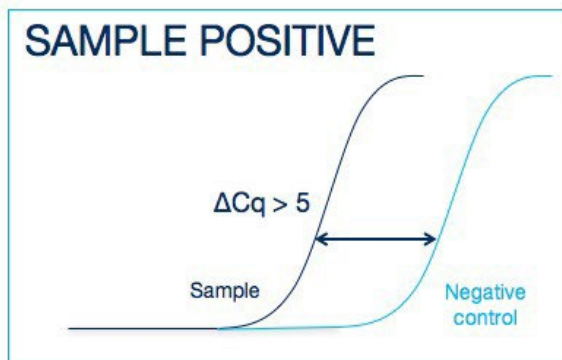 SAMPLE POSITIVE
ΔCq > 5
Sample
Negative
control